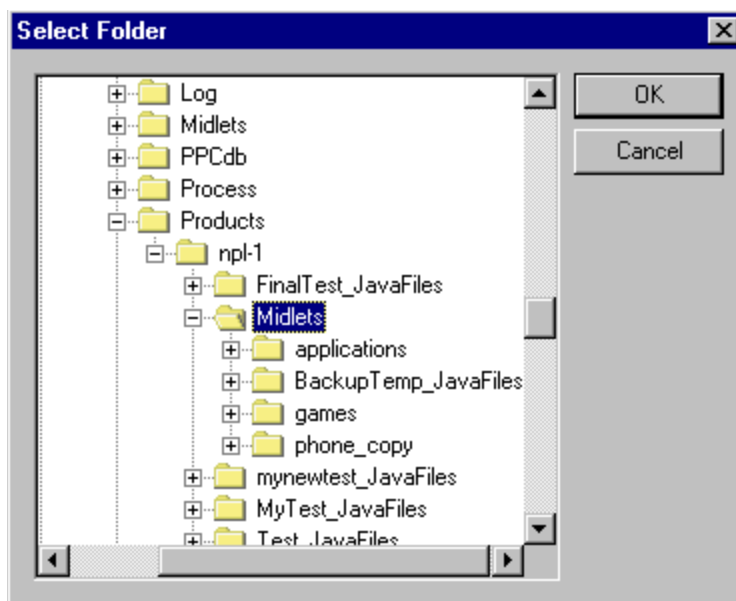 Select Folder
Log
OK
Midlets
Cancel
PPCdb
Process
Products
npl-1
FinalTest_JavaFiles
Midlets
applications
BackupTemp_JavaFiles
games
phone_copy
mynewtest_JavaFiles
MyTest_JavaFiles
Test_JavaFiles